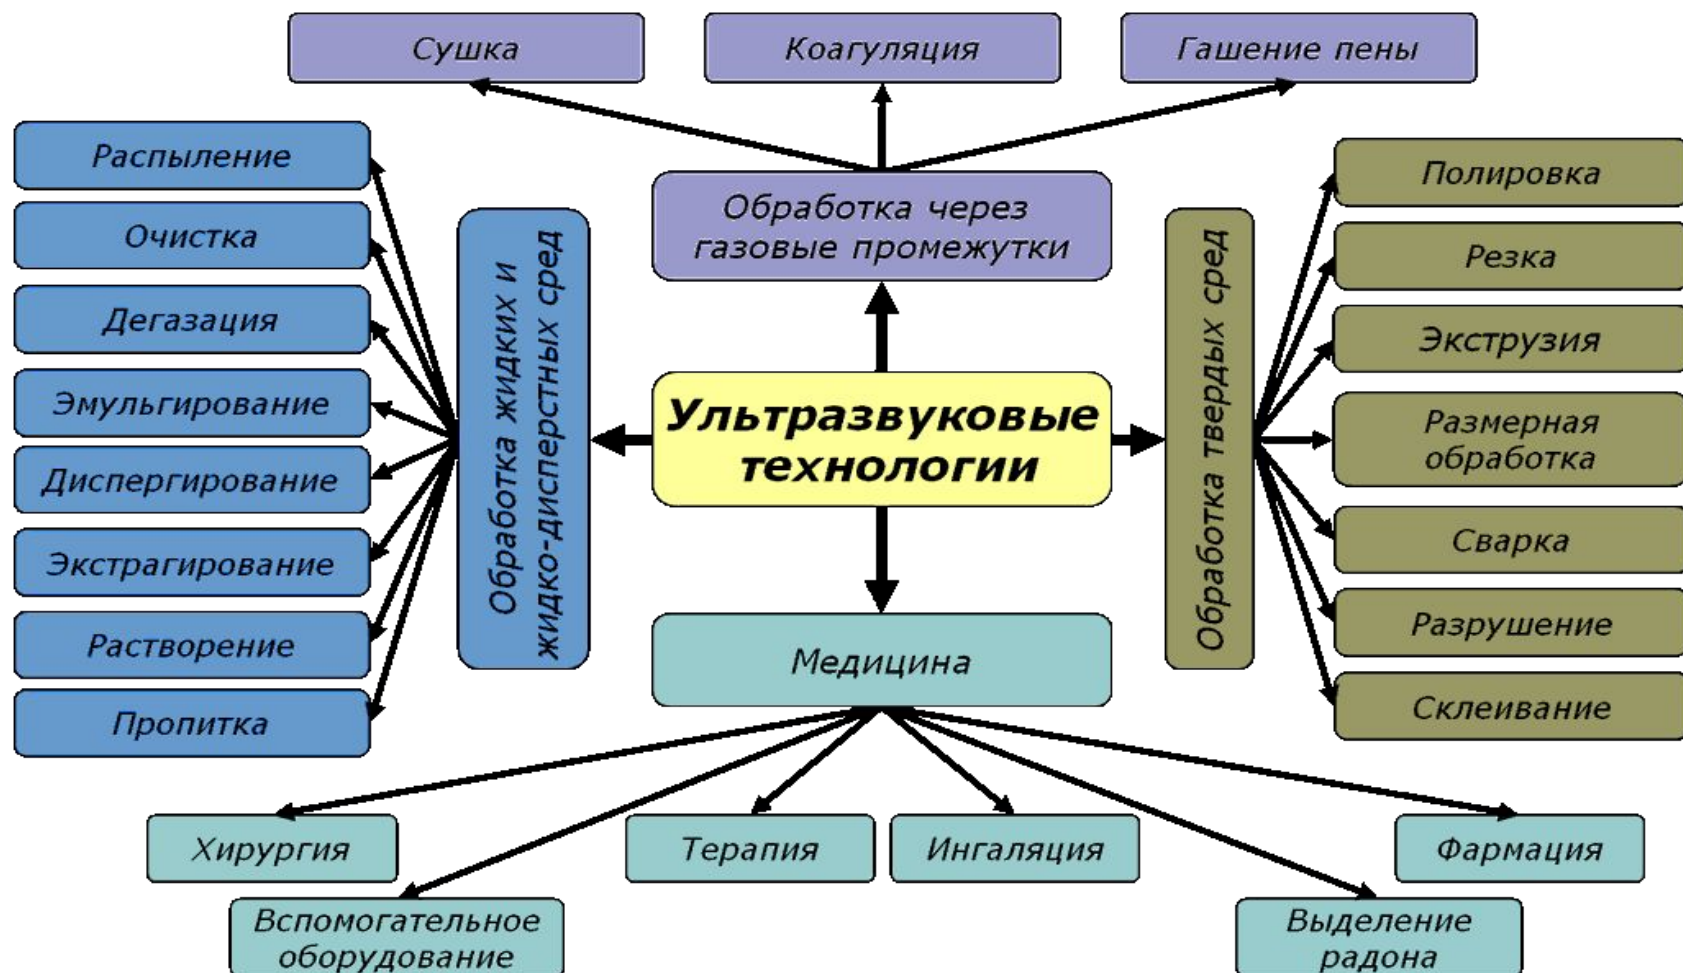 Сушка
Коагуляция
Гашение пены
Обработка через
газовые промежутки
Распыление
Очистка
Дегазация
Эмульгирование
Диспергирование
Экстрагирование
Растворение
Пропитка
Обработка жидких и
жидко-дисперстных сред
Ультразвуковые
технологии
Обработка твердых сред
Полировка
Резка
Экструзия
Размерная
обработка
Сварка
Разрушение
Склеивание
Медицина
Хирургия
Терапия
Ингаляция
Фармация
Вспомогательное
оборудование
Выделение
радона